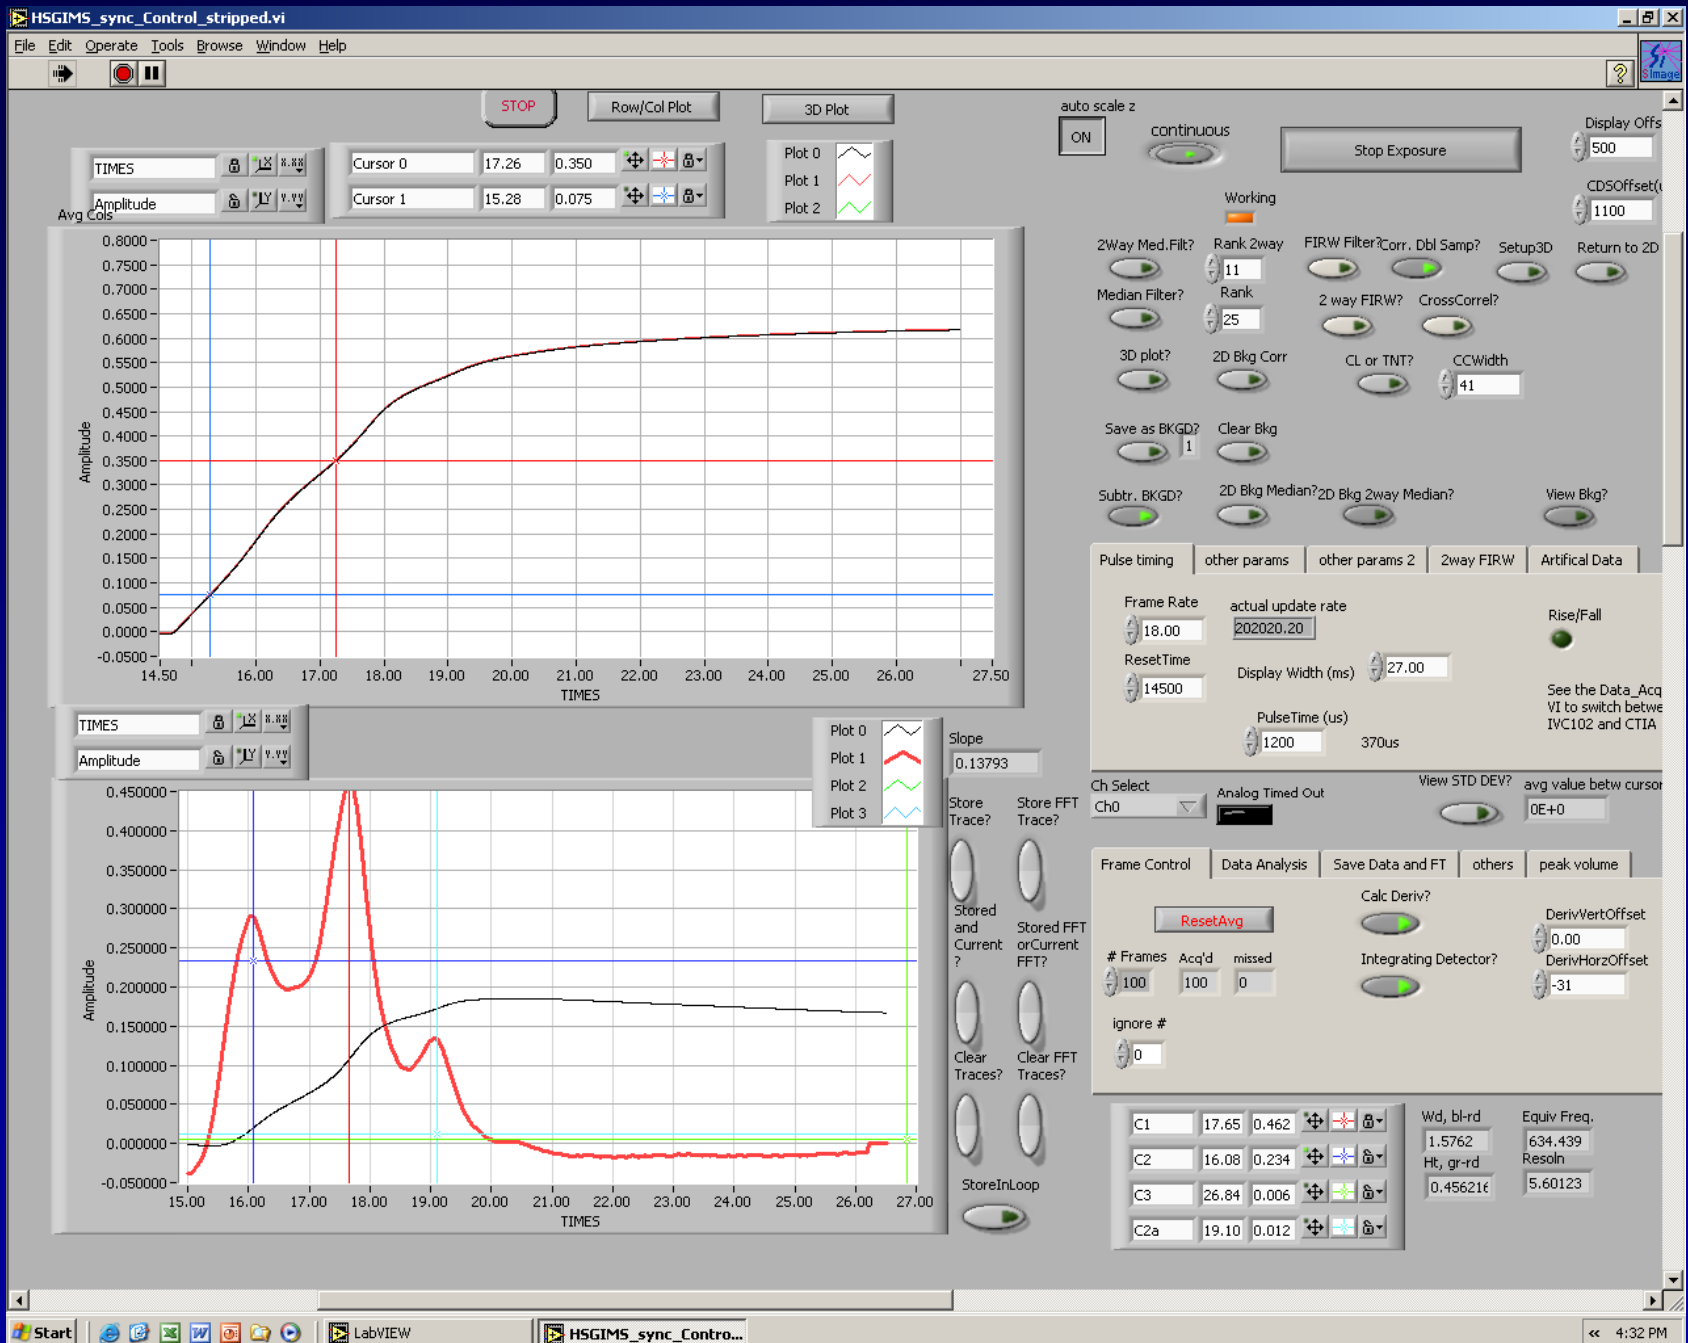 HSGIMS_sync_Control_stripped.vi
File Edit Operate Tools Browse Window Help
SImage
STOP
Row/Col Plot
3D Plot
TIMES
Amplitude
Cursor 0 17.26 0.350
Cursor 1 15.28 0.075
Plot 0
Plot 1
Plot 2
Avg Cols
0.8000
0.7500
0.7000
0.6500
0.6000
0.5500
0.5000
0.4500
0.4000
0.3500
0.3000
0.2500
0.2000
0.1500
0.1000
0.0500
0.0000
-0.0500
Amplitude
14.50 16.00 17.00 18.00 19.00 20.00 21.00 22.00 23.00 24.00 25.00 26.00 27.50
TIMES
TIMES
Amplitude
Plot 0
Plot 1
Plot 2
Plot 3
Slope
0.13793
0.450000
0.400000
0.350000
0.300000
0.250000
0.200000
0.150000
0.100000
0.050000
0.000000
-0.050000
Amplitude
15.00 16.00 17.00 18.00 19.00 20.00 21.00 22.00 23.00 24.00 25.00 26.00 27.00
TIMES
Store Trace?
Store FFT Trace?
Stored and Current ?
Stored FFT orCurrent FFT?
Clear Traces?
Clear FFT Traces?
StoreInLoop
auto scale z
ON
continuous
Stop Exposure
Display Offs
500
CDSOffset(u
1100
Working
2Way Med.Filt?
Rank 2way
11
FIRW Filter?
Corr. Dbl Samp?
Setup3D
Return to 2D
Median Filter?
Rank
25
2 way FIRW?
CrossCorrel?
3D plot?
2D Bkg Corr
CL or TNT?
CCWidth
41
Save as BKGD?
1
Clear Bkg
Subtr. BKGD?
2D Bkg Median?
2D Bkg 2way Median?
View Bkg?
Pulse timing other params other params 2 2way FIRW Artifical Data
Frame Rate
18.00
actual update rate
202020.20
Rise/Fall
ResetTime
14500
Display Width (ms)
27.00
PulseTime (us)
1200
370us
See the Data_Acq
VI to switch betwe
IVC102 and CTIA
Ch Select
Ch0
Analog Timed Out
View STD DEV?
avg value betw cursor
0E+0
Frame Control Data Analysis Save Data and FT others peak volume
ResetAvg
Calc Deriv?
DerivVertOffset
0.00
# Frames
100
Acq'd
100
missed
0
Integrating Detector?
DerivHorzOffset
-31
ignore #
0
C1 17.65 0.462
C2 16.08 0.234
C3 26.84 0.006
C2a 19.10 0.012
Wd, bl-rd
1.5762
Ht, gr-rd
0.456216
Equiv Freq.
634.439
Resoln
5.60123
Start
LabVIEW
HSGIMS_sync_Contro...
4:32 PM